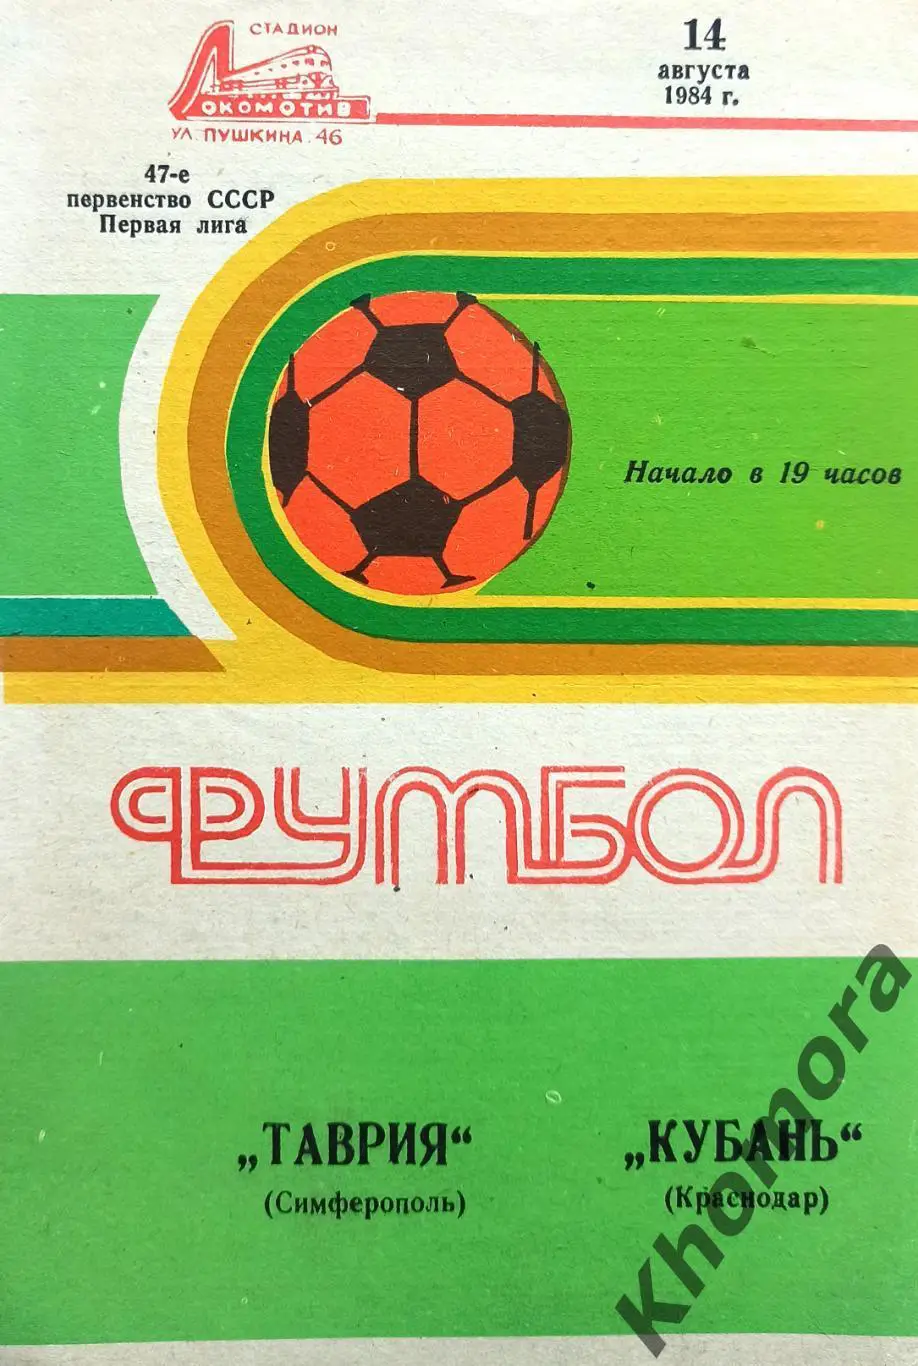 СТАДИОН
ЛОКОМОТИВ
УЛ. ПУШКИНА. 46
14
августа
1984 г.
47-е
первенство СССР
Первая лига
Начало в 19 часов
ФУТБОЛ
„ТАВРИЯ“
(Симферополь)
„КУБАНЬ“
(Краснодар)
Khomora